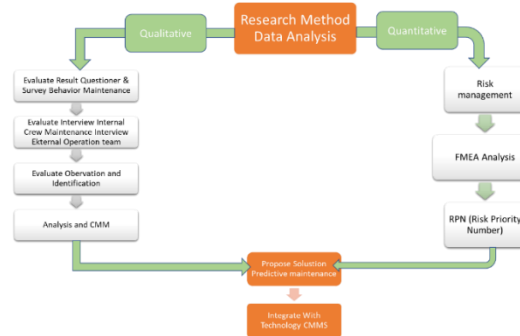 Research Method
Data Analysis
Qualitative
Quantitative
Evaluate Result Questioner &
Survey Behavior Maintenance
Evaluate Interview Internal
Crew Maintenance Interview
Eksternal Operation team
Evaluate Obervation and
Identification
Analysis and CMM
Risk
management
FMEA Analysis
RPN (Risk Priority
Number)
Propose Solustion
Predictive maintenance
Integrate With
Technology CMMS